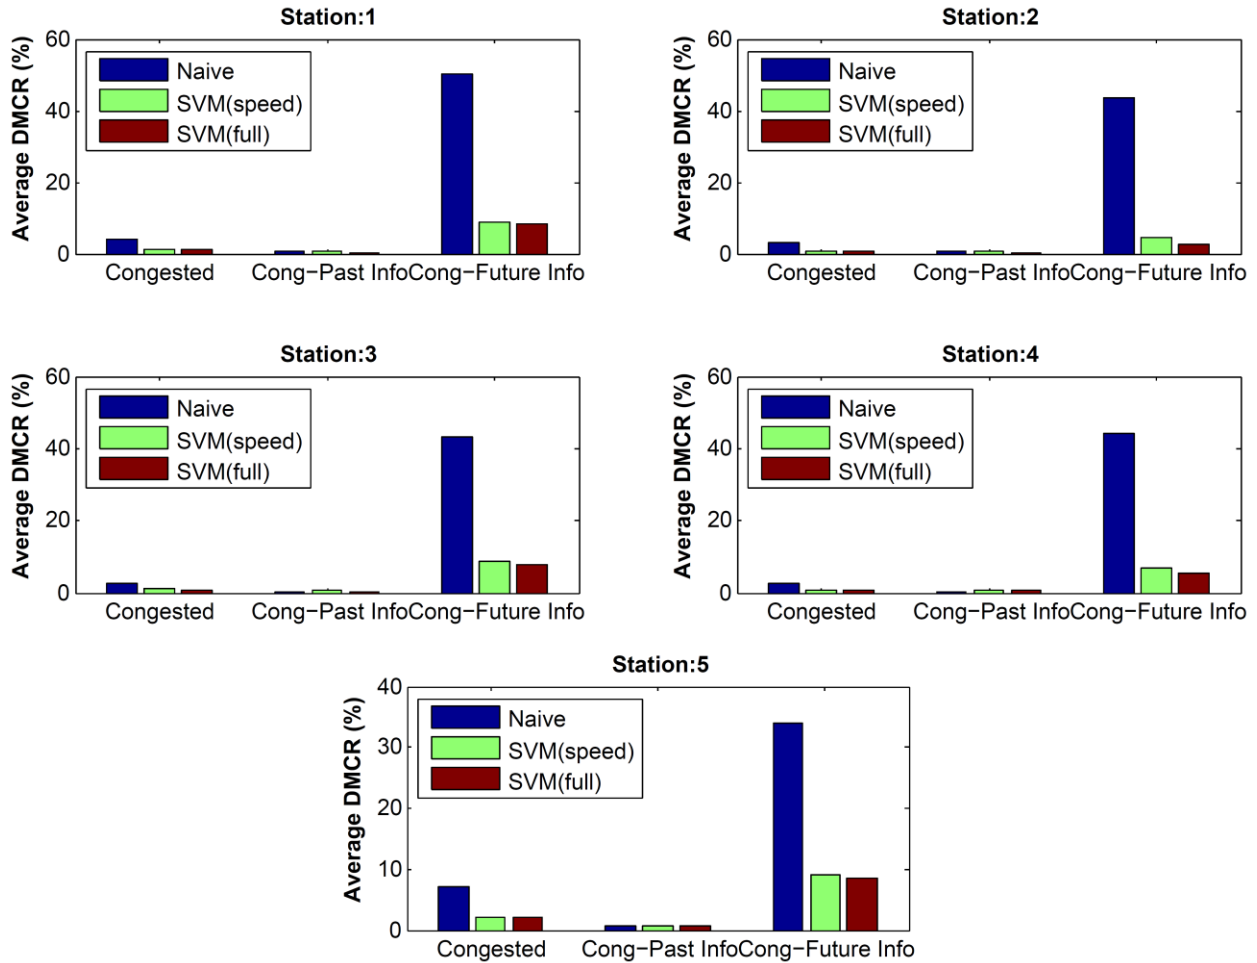 Station:1
Average DMCR (%)
60
40
20
0
Naive
SVM(speed)
SVM(full)
Congested
Cong−Past Info
Cong−Future Info
Station:2
Average DMCR (%)
60
40
20
0
Naive
SVM(speed)
SVM(full)
Congested
Cong−Past Info
Cong−Future Info
Station:3
Average DMCR (%)
60
40
20
0
Naive
SVM(speed)
SVM(full)
Congested
Cong−Past Info
Cong−Future Info
Station:4
Average DMCR (%)
60
40
20
0
Naive
SVM(speed)
SVM(full)
Congested
Cong−Past Info
Cong−Future Info
Station:5
Average DMCR (%)
40
30
20
10
0
Naive
SVM(speed)
SVM(full)
Congested
Cong−Past Info
Cong−Future Info